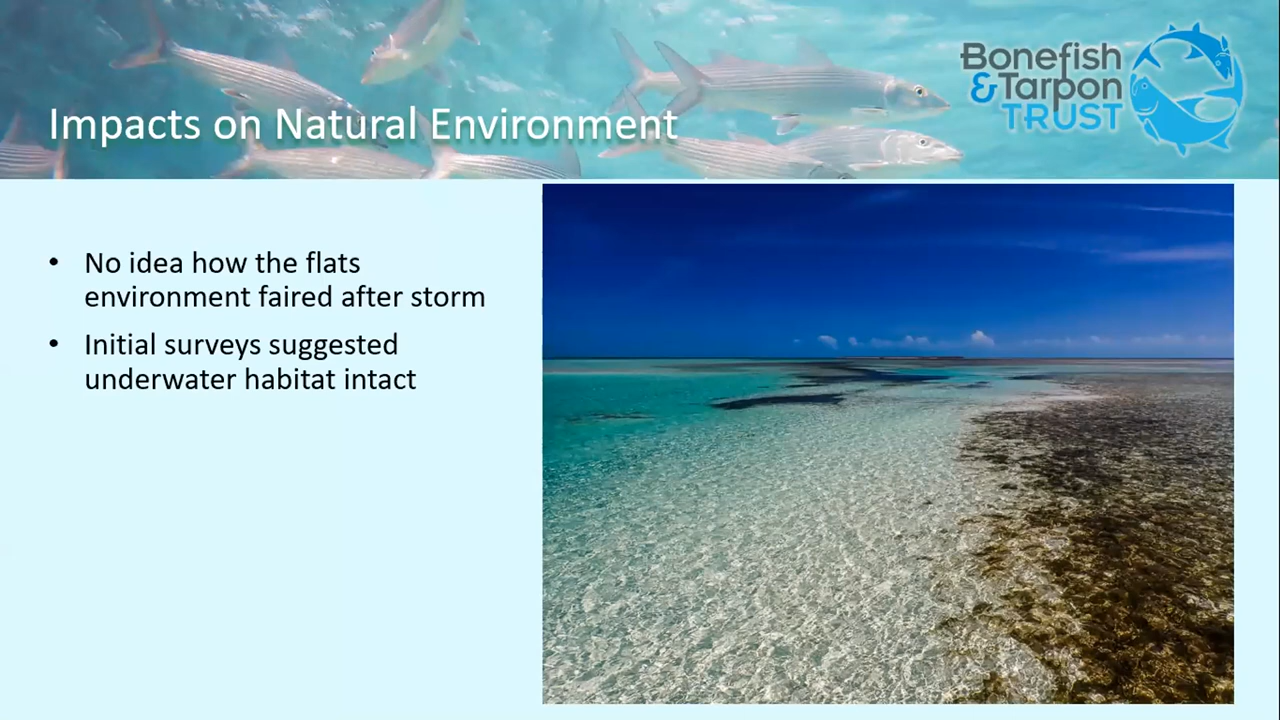 Impacts on Natural Environment
Bonefish
& Tarpon
TRUST
• No idea how the flats
environment faired after storm
• Initial surveys suggested
underwater habitat intact